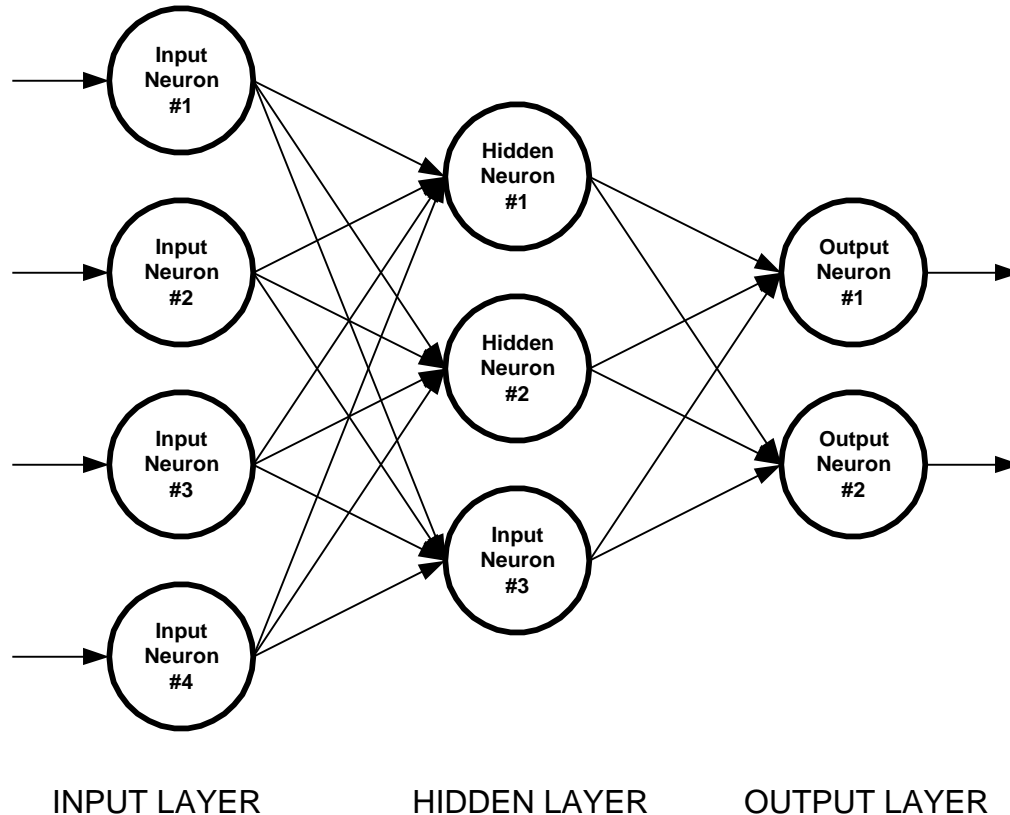 Input
Neuron
#1
Input
Neuron
#2
Input
Neuron
#3
Input
Neuron
#4
Hidden
Neuron
#1
Hidden
Neuron
#2
Input
Neuron
#3
Output
Neuron
#1
Output
Neuron
#2
INPUT LAYER
HIDDEN LAYER
OUTPUT LAYER